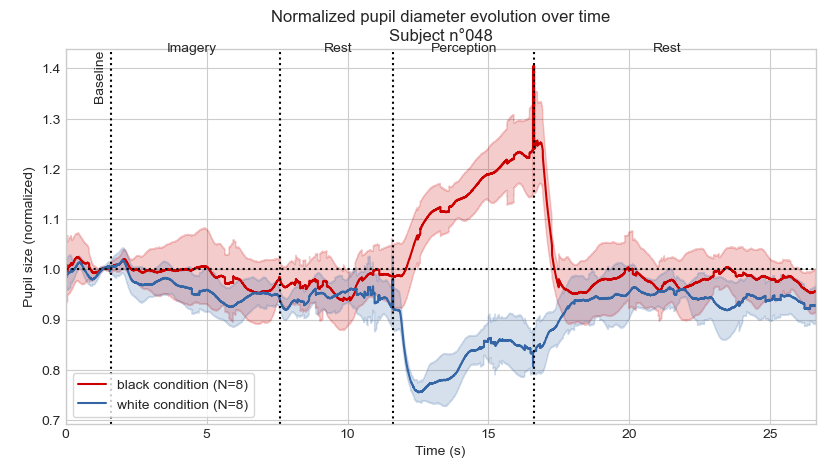 Normalized pupil diameter evolution over time
Subject n°048
Baseline
Imagery
Rest
Perception
Rest
Pupil size (normalized)
1.4
1.3
1.2
1.1
1.0
0.9
0.8
0.7
black condition (N=8)
white condition (N=8)
0
5
10
15
20
25
Time (s)